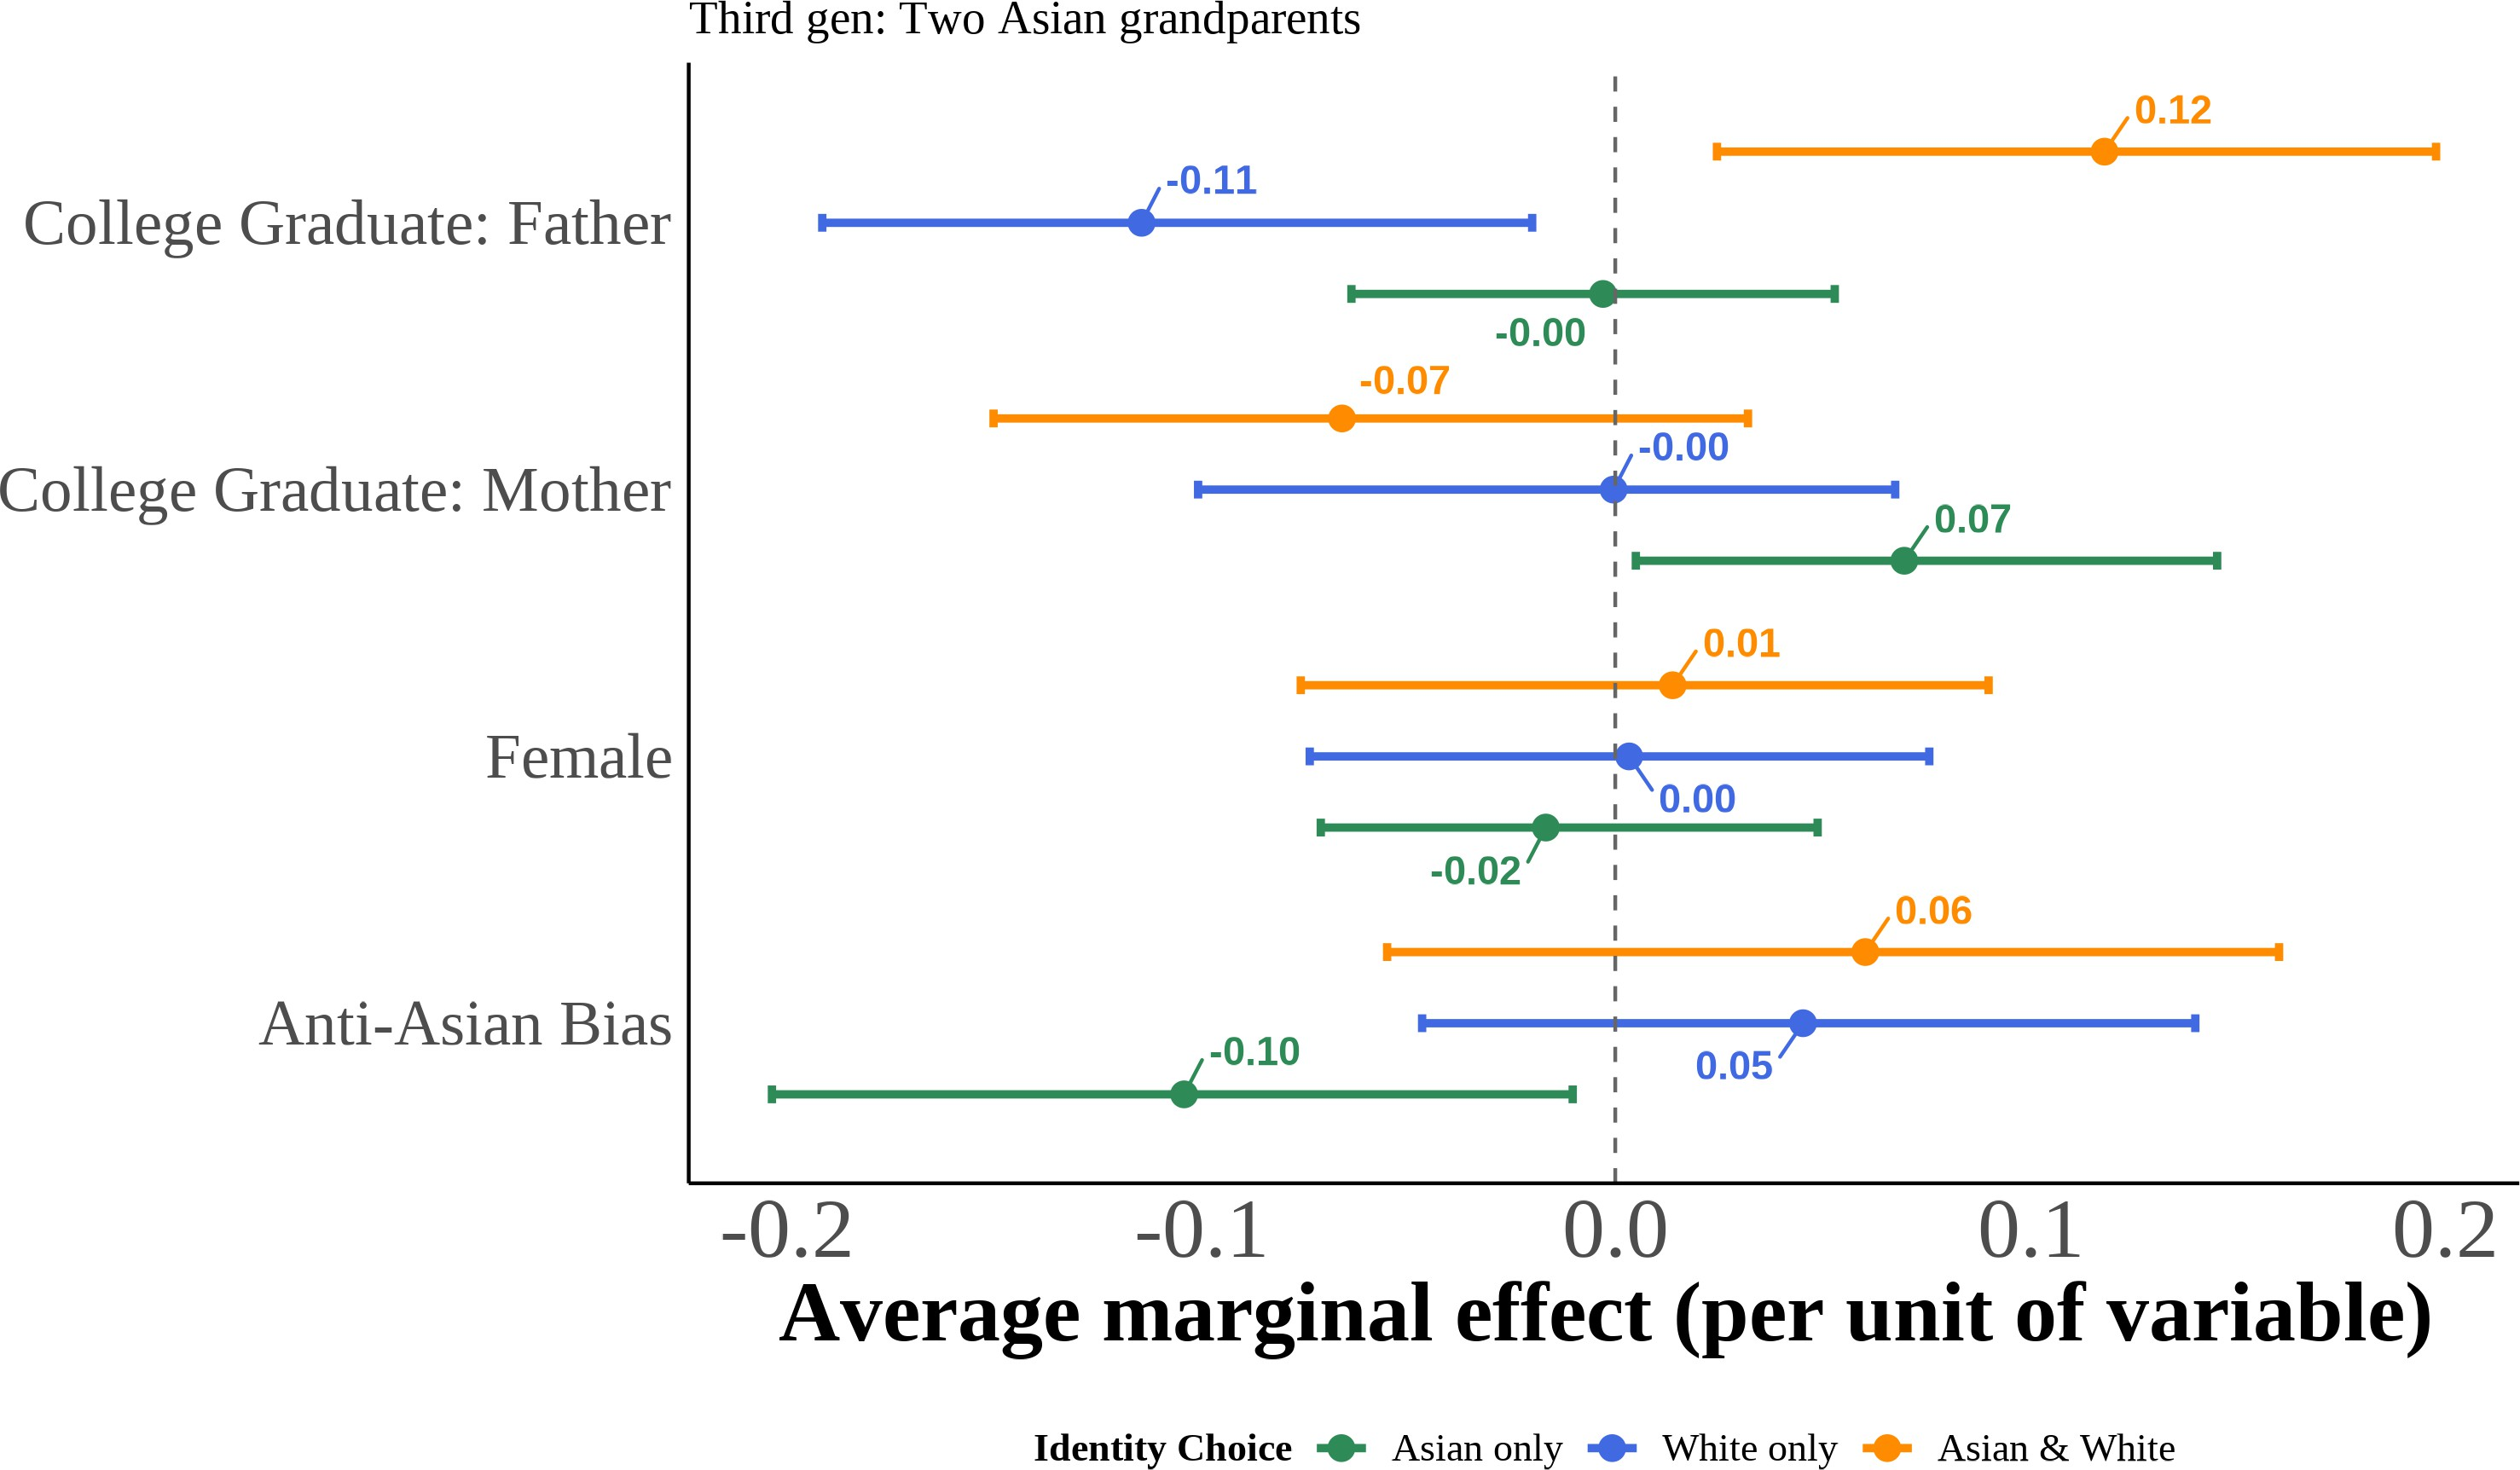 Third gen: Two Asian grandparents
0.12
-0.11
College Graduate: Father
-0.00
-0.07
-0.00
College Graduate: Mother
0.07
0.01
Female
0.00
-0.02
0.06
Anti-Asian Bias
-0.10
0.05
-0.2 -0.1 0.0 0.1 0.2
Average marginal effect (per unit of variable)
Identity Choice Asian only White only Asian & White